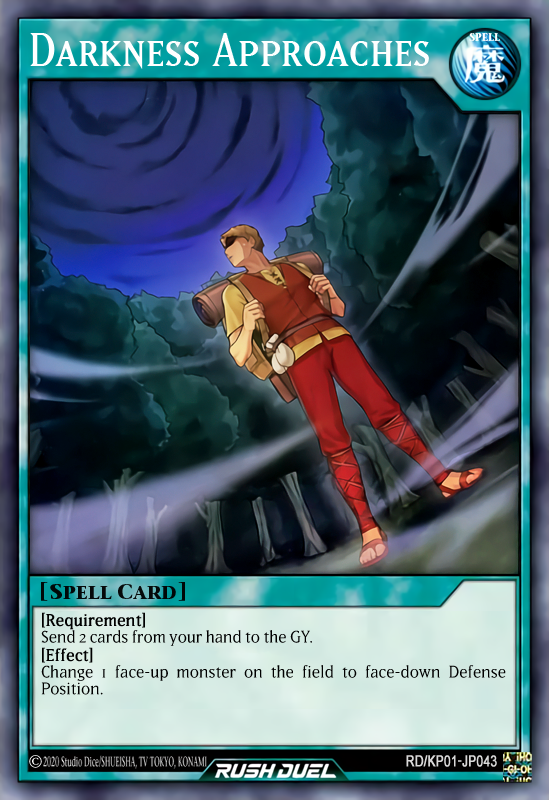 DARKNESS APPROACHES
SPELL
魔
[SPELL CARD]
[Requirement]
Send 2 cards from your hand to the GY.
[Effect]
Change 1 face-up monster on the field to face-down Defense
Position.
©2020 Studio Dice/SHUEISHA, TV TOKYO, KONAMI
RUSH DUEL
RD/KP01-JP043